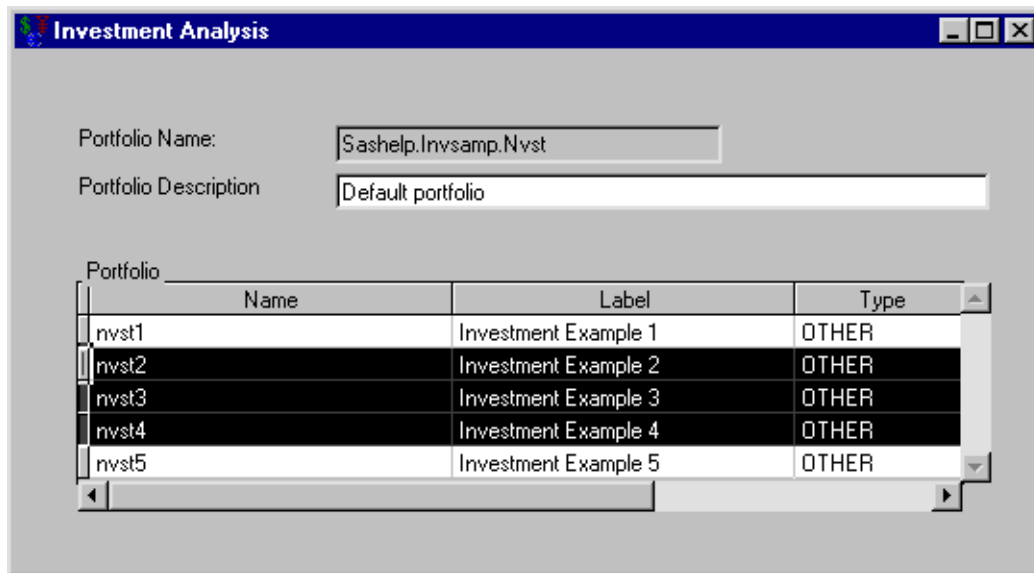 Investment Analysis
Portfolio Name: Sashelp.Invsamp.Nvst
Portfolio Description Default portfolio
Portfolio
Name Label Type
nvst1 Investment Example 1 OTHER
nvst2 Investment Example 2 OTHER
nvst3 Investment Example 3 OTHER
nvst4 Investment Example 4 OTHER
nvst5 Investment Example 5 OTHER